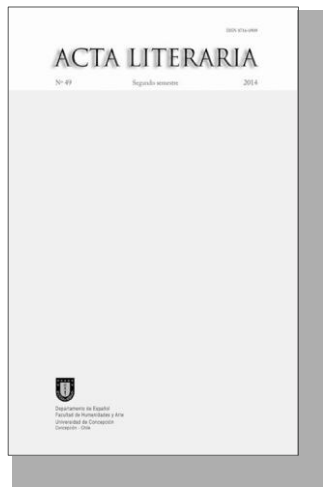 ACTA LITERARIA
Nº 49 Segundo semestre 2014
Departamento de Español
Facultad de Humanidades y Arte
Universidad de Concepción
Concepción - Chile